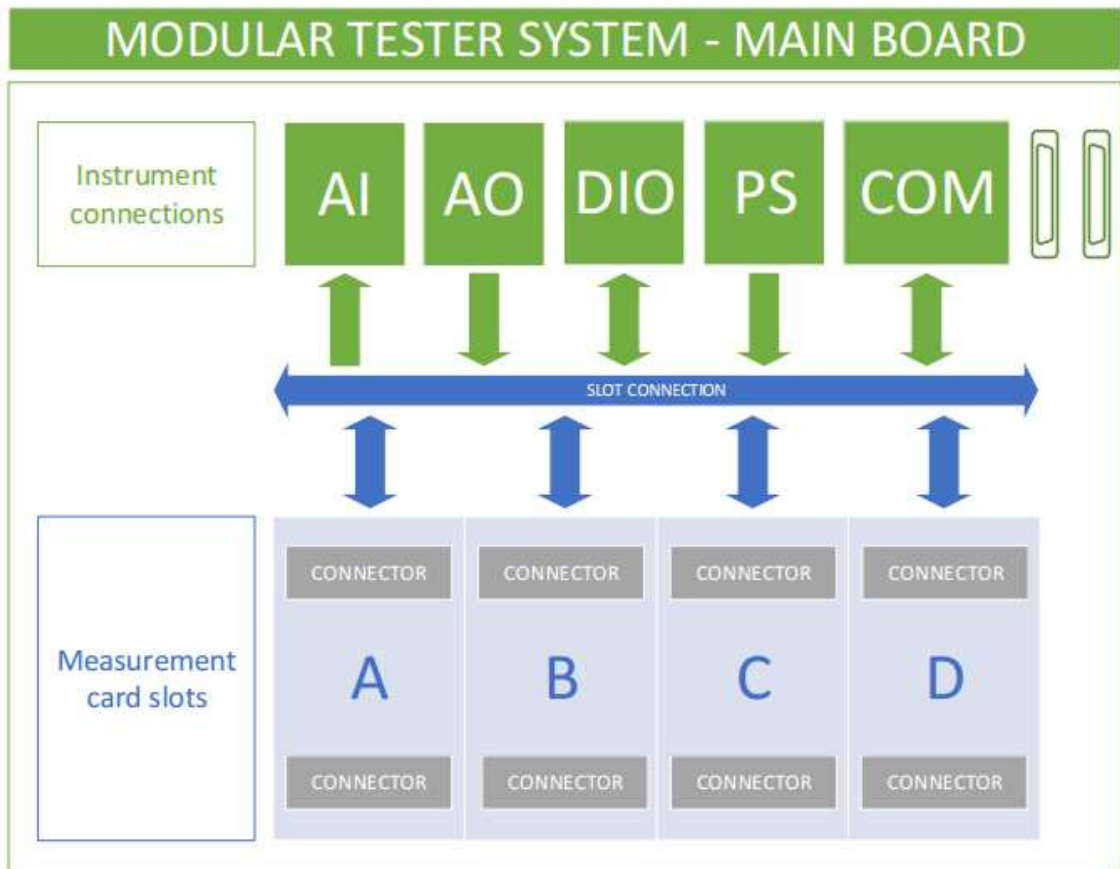 MODULAR TESTER SYSTEM - MAIN BOARD
Instrument
connections
AI
AO
DIO
PS
COM
SLOT CONNECTION
Measurement
card slots
CONNECTOR
CONNECTOR
CONNECTOR
CONNECTOR
A
B
C
D
CONNECTOR
CONNECTOR
CONNECTOR
CONNECTOR